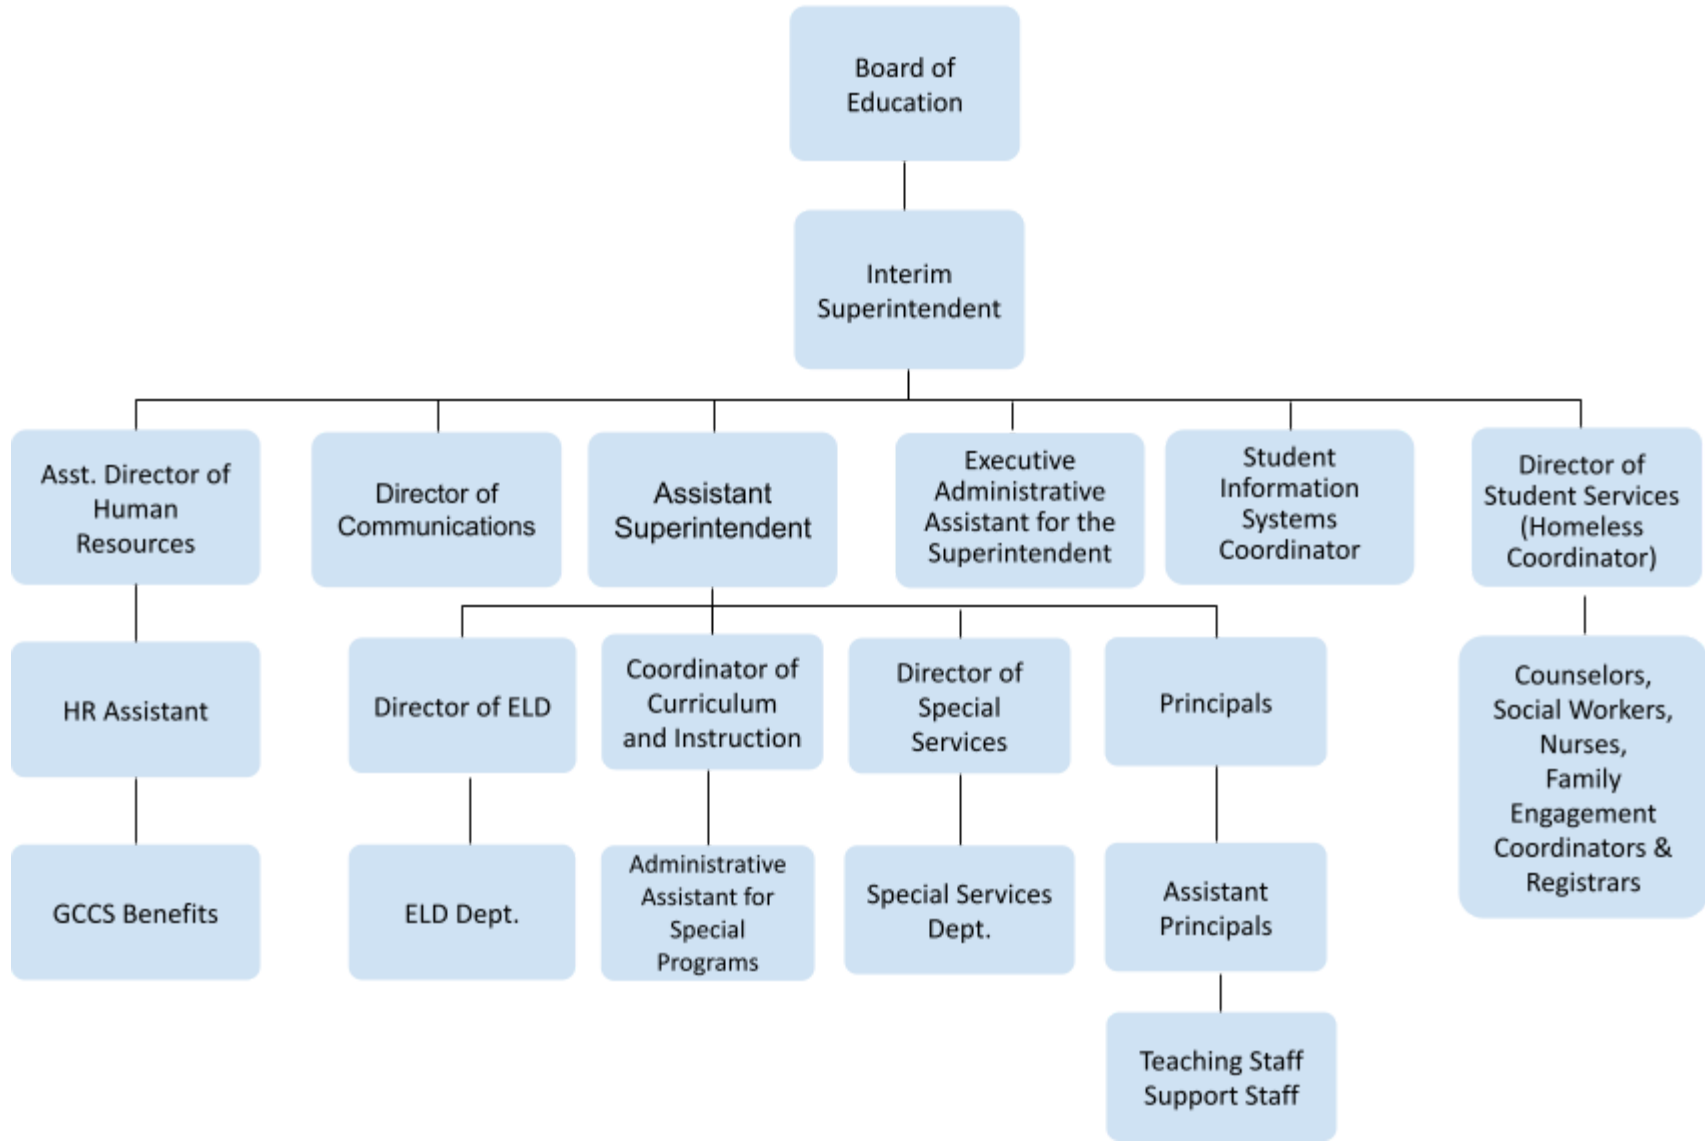 Board of
Education
Interim
Superintendent
Asst. Director of
Human
Resources
Director of
Communications
Assistant
Superintendent
Executive
Administrative
Assistant for the
Superintendent
Student
Information
Systems
Coordinator
Director of
Student Services
(Homeless
Coordinator)
HR Assistant
Director of ELD
Coordinator of
Curriculum
and Instruction
Director of
Special
Services
Principals
Counselors,
Social Workers,
Nurses,
Family
Engagement
Coordinators &
Registrars
GCCS Benefits
ELD Dept.
Administrative
Assistant for
Special
Programs
Special Services
Dept.
Assistant
Principals
Teaching Staff
Support Staff